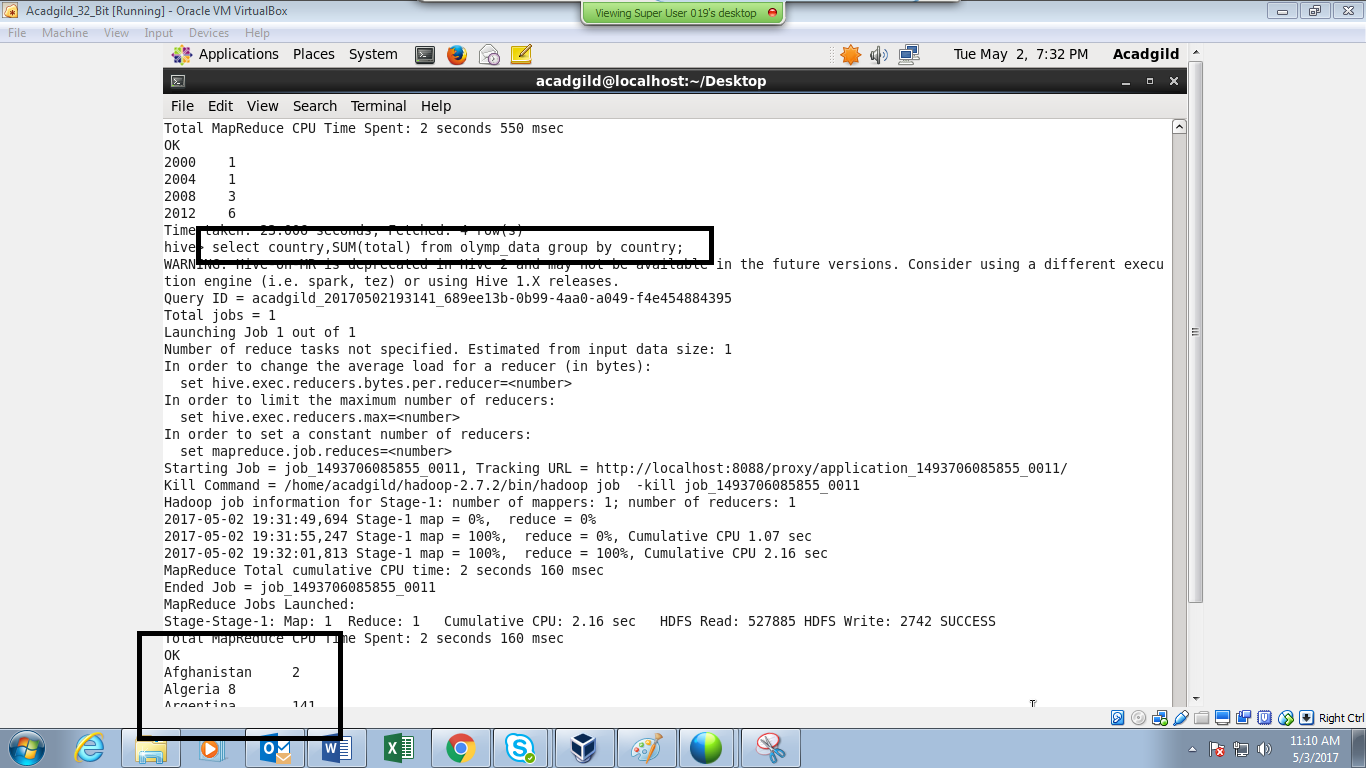 Acadgild_32_Bit [Running] - Oracle VM VirtualBox
Viewing Super User 019's desktop
File Machine View Input Devices Help
Applications Places System Tue May 2, 7:32 PM Acadgild
acadgild@localhost:~/Desktop
File Edit View Search Terminal Help
Total MapReduce CPU Time Spent: 2 seconds 550 msec
OK
2000 1
2004 1
2008 3
2012 6
Time taken: seconds, Fetched: 4 row(s)
hive> select country,SUM(total) from olymp_data group by country;
WARNING: Hive-on-MR is deprecated in Hive 2 and may not be available in the future versions. Consider using a different execu
tion engine (i.e. spark, tez) or using Hive 1.X releases.
Query ID = acadgild_20170502193141_689ee13b-0b99-4aa0-a049-f4e454884395
Total jobs = 1
Launching Job 1 out of 1
Number of reduce tasks not specified. Estimated from input data size: 1
In order to change the average load for a reducer (in bytes):
set hive.exec.reducers.bytes.per.reducer=<number>
In order to limit the maximum number of reducers:
set hive.exec.reducers.max=<number>
In order to set a constant number of reducers:
set mapreduce.job.reduces=<number>
Starting Job = job_1493706085855_0011, Tracking URL = http://localhost:8088/proxy/application_1493706085855_0011/
Kill Command = /home/acadgild/hadoop-2.7.2/bin/hadoop job  -kill job_1493706085855_0011
Hadoop job information for Stage-1: number of mappers: 1; number of reducers: 1
2017-05-02 19:31:49,694 Stage-1 map = 0%,  reduce = 0%
2017-05-02 19:31:55,247 Stage-1 map = 100%,  reduce = 0%, Cumulative CPU 1.07 sec
2017-05-02 19:32:01,813 Stage-1 map = 100%,  reduce = 100%, Cumulative CPU 2.16 sec
MapReduce Total cumulative CPU time: 2 seconds 160 msec
Ended Job = job_1493706085855_0011
MapReduce Jobs Launched:
Stage-Stage-1: Map: 1  Reduce: 1   Cumulative CPU: 2.16 sec   HDFS Read: 527885 HDFS Write: 2742 SUCCESS
Total MapReduce CPU Time Spent: 2 seconds 160 msec
OK
Afghanistan 2
Algeria 8
Argentina 141
Right Ctrl
11:10 AM
5/3/2017